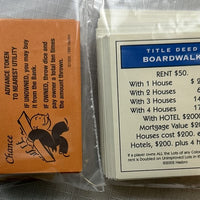 ADVANCE TOKEN
TO NEAREST UTILITY
IF UNOWNED, you may buy
it from the Bank.
IF OWNED, throw dice and
pay owner a total ten times
the amount thrown.
Chance
TITLE DEED
BOARDWALK
RENT $50.
With 1 House $
With 2 Houses
With 3 Houses
With 4 Houses
With HOTEL $200
Mortgage Value $2
Houses cost $200.
Hotels, $200. plus 4
If a player owns ALL the Lots of any Color
Rent is Doubled on Unimproved Lots in
Hasbro